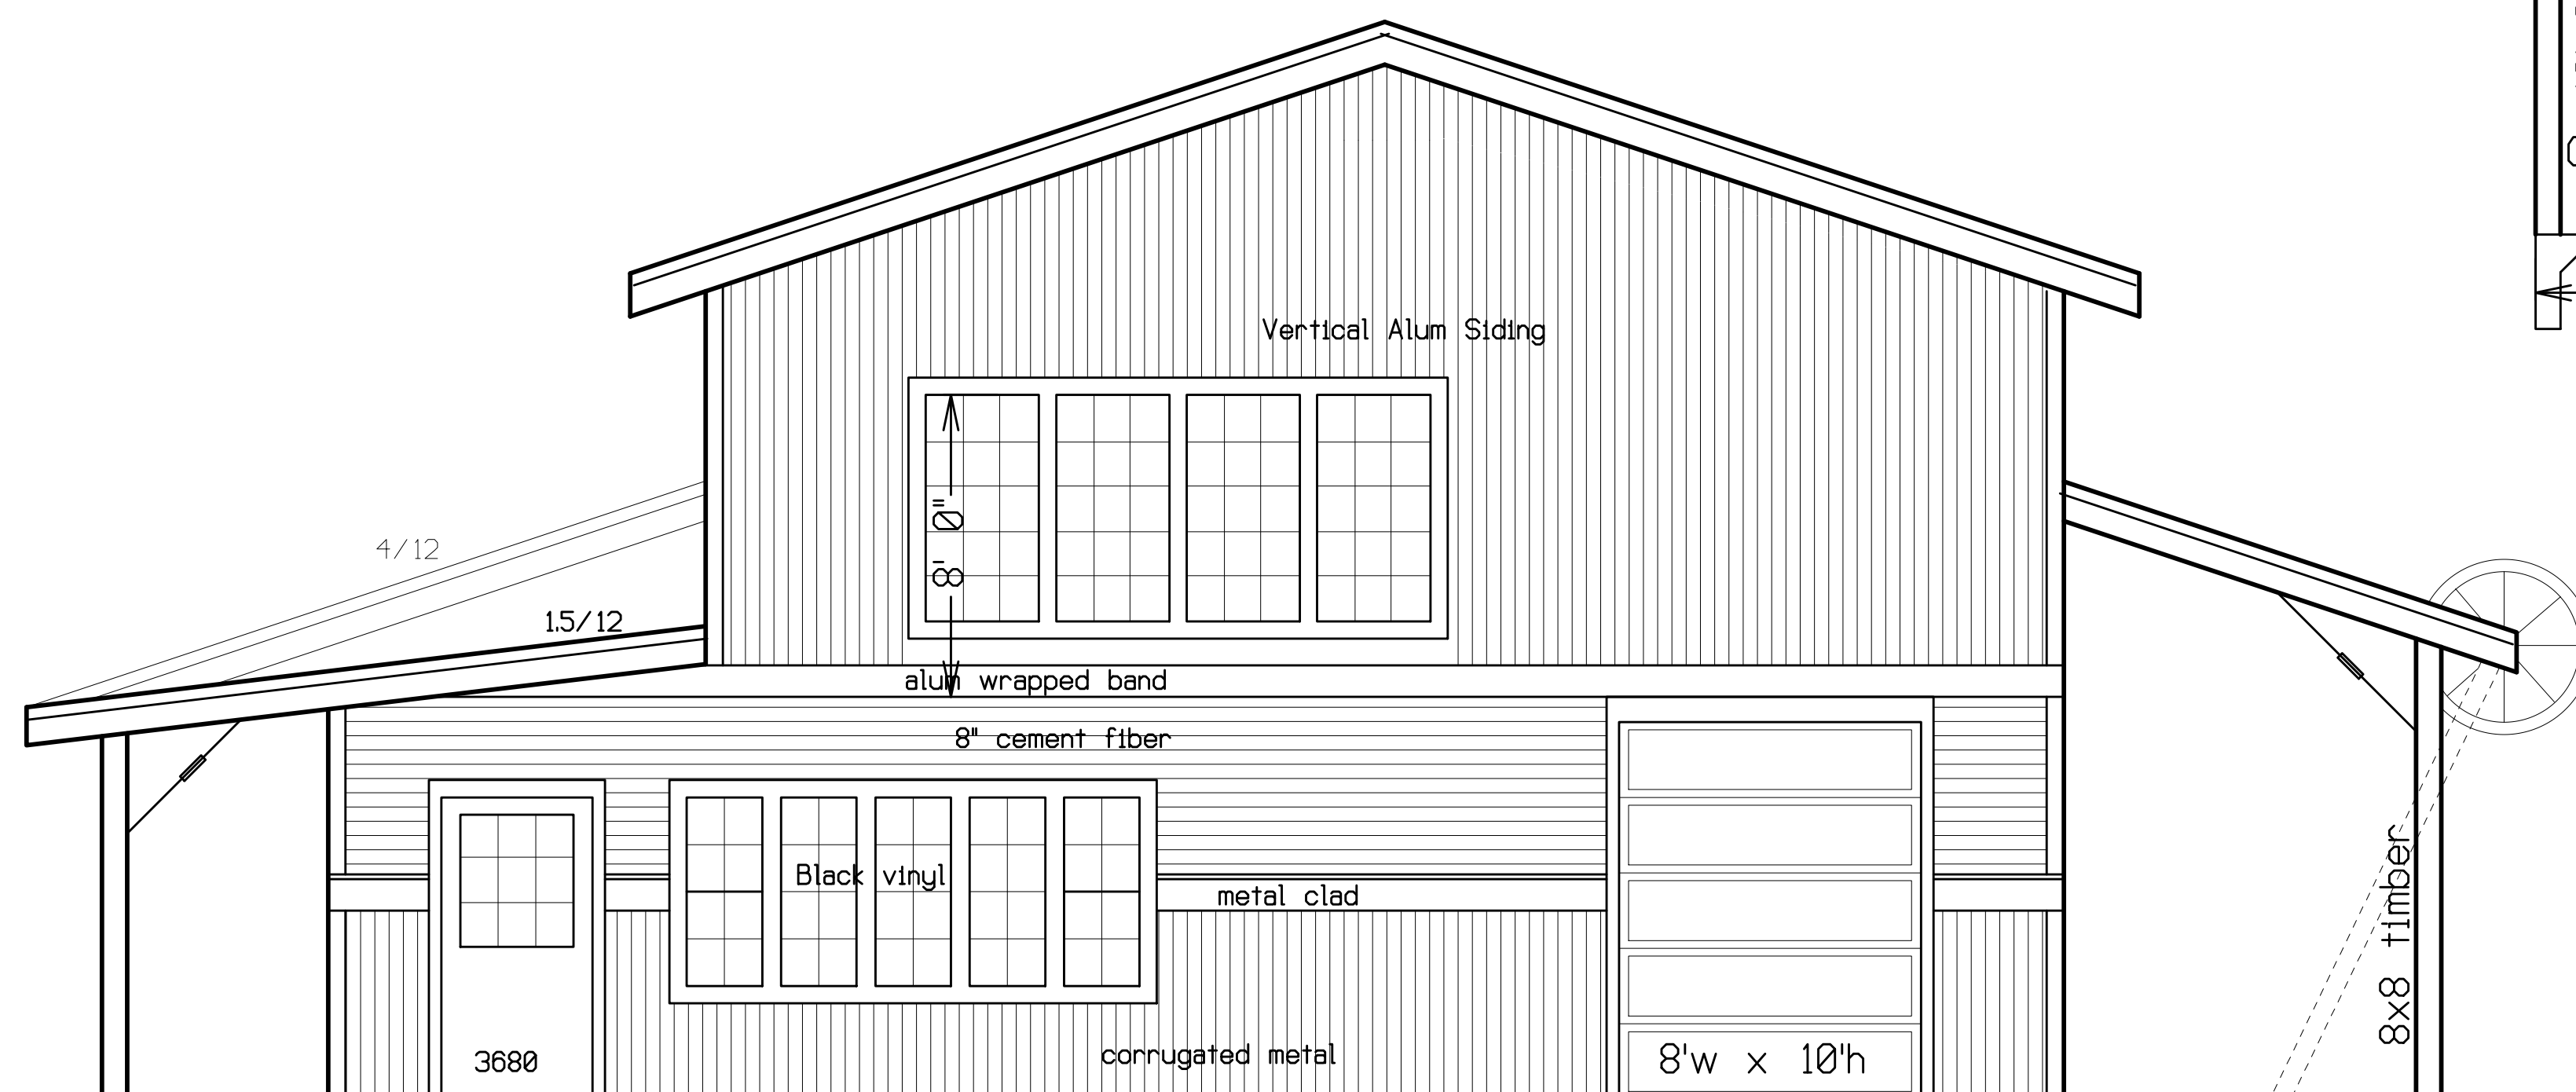 Vertical Alum Siding
8' 0"
4/12
1.5/12
alum wrapped band
8" cement fiber
Black vinyl
metal clad
8x8 timber
corrugated metal
3680
8'w x 10'h